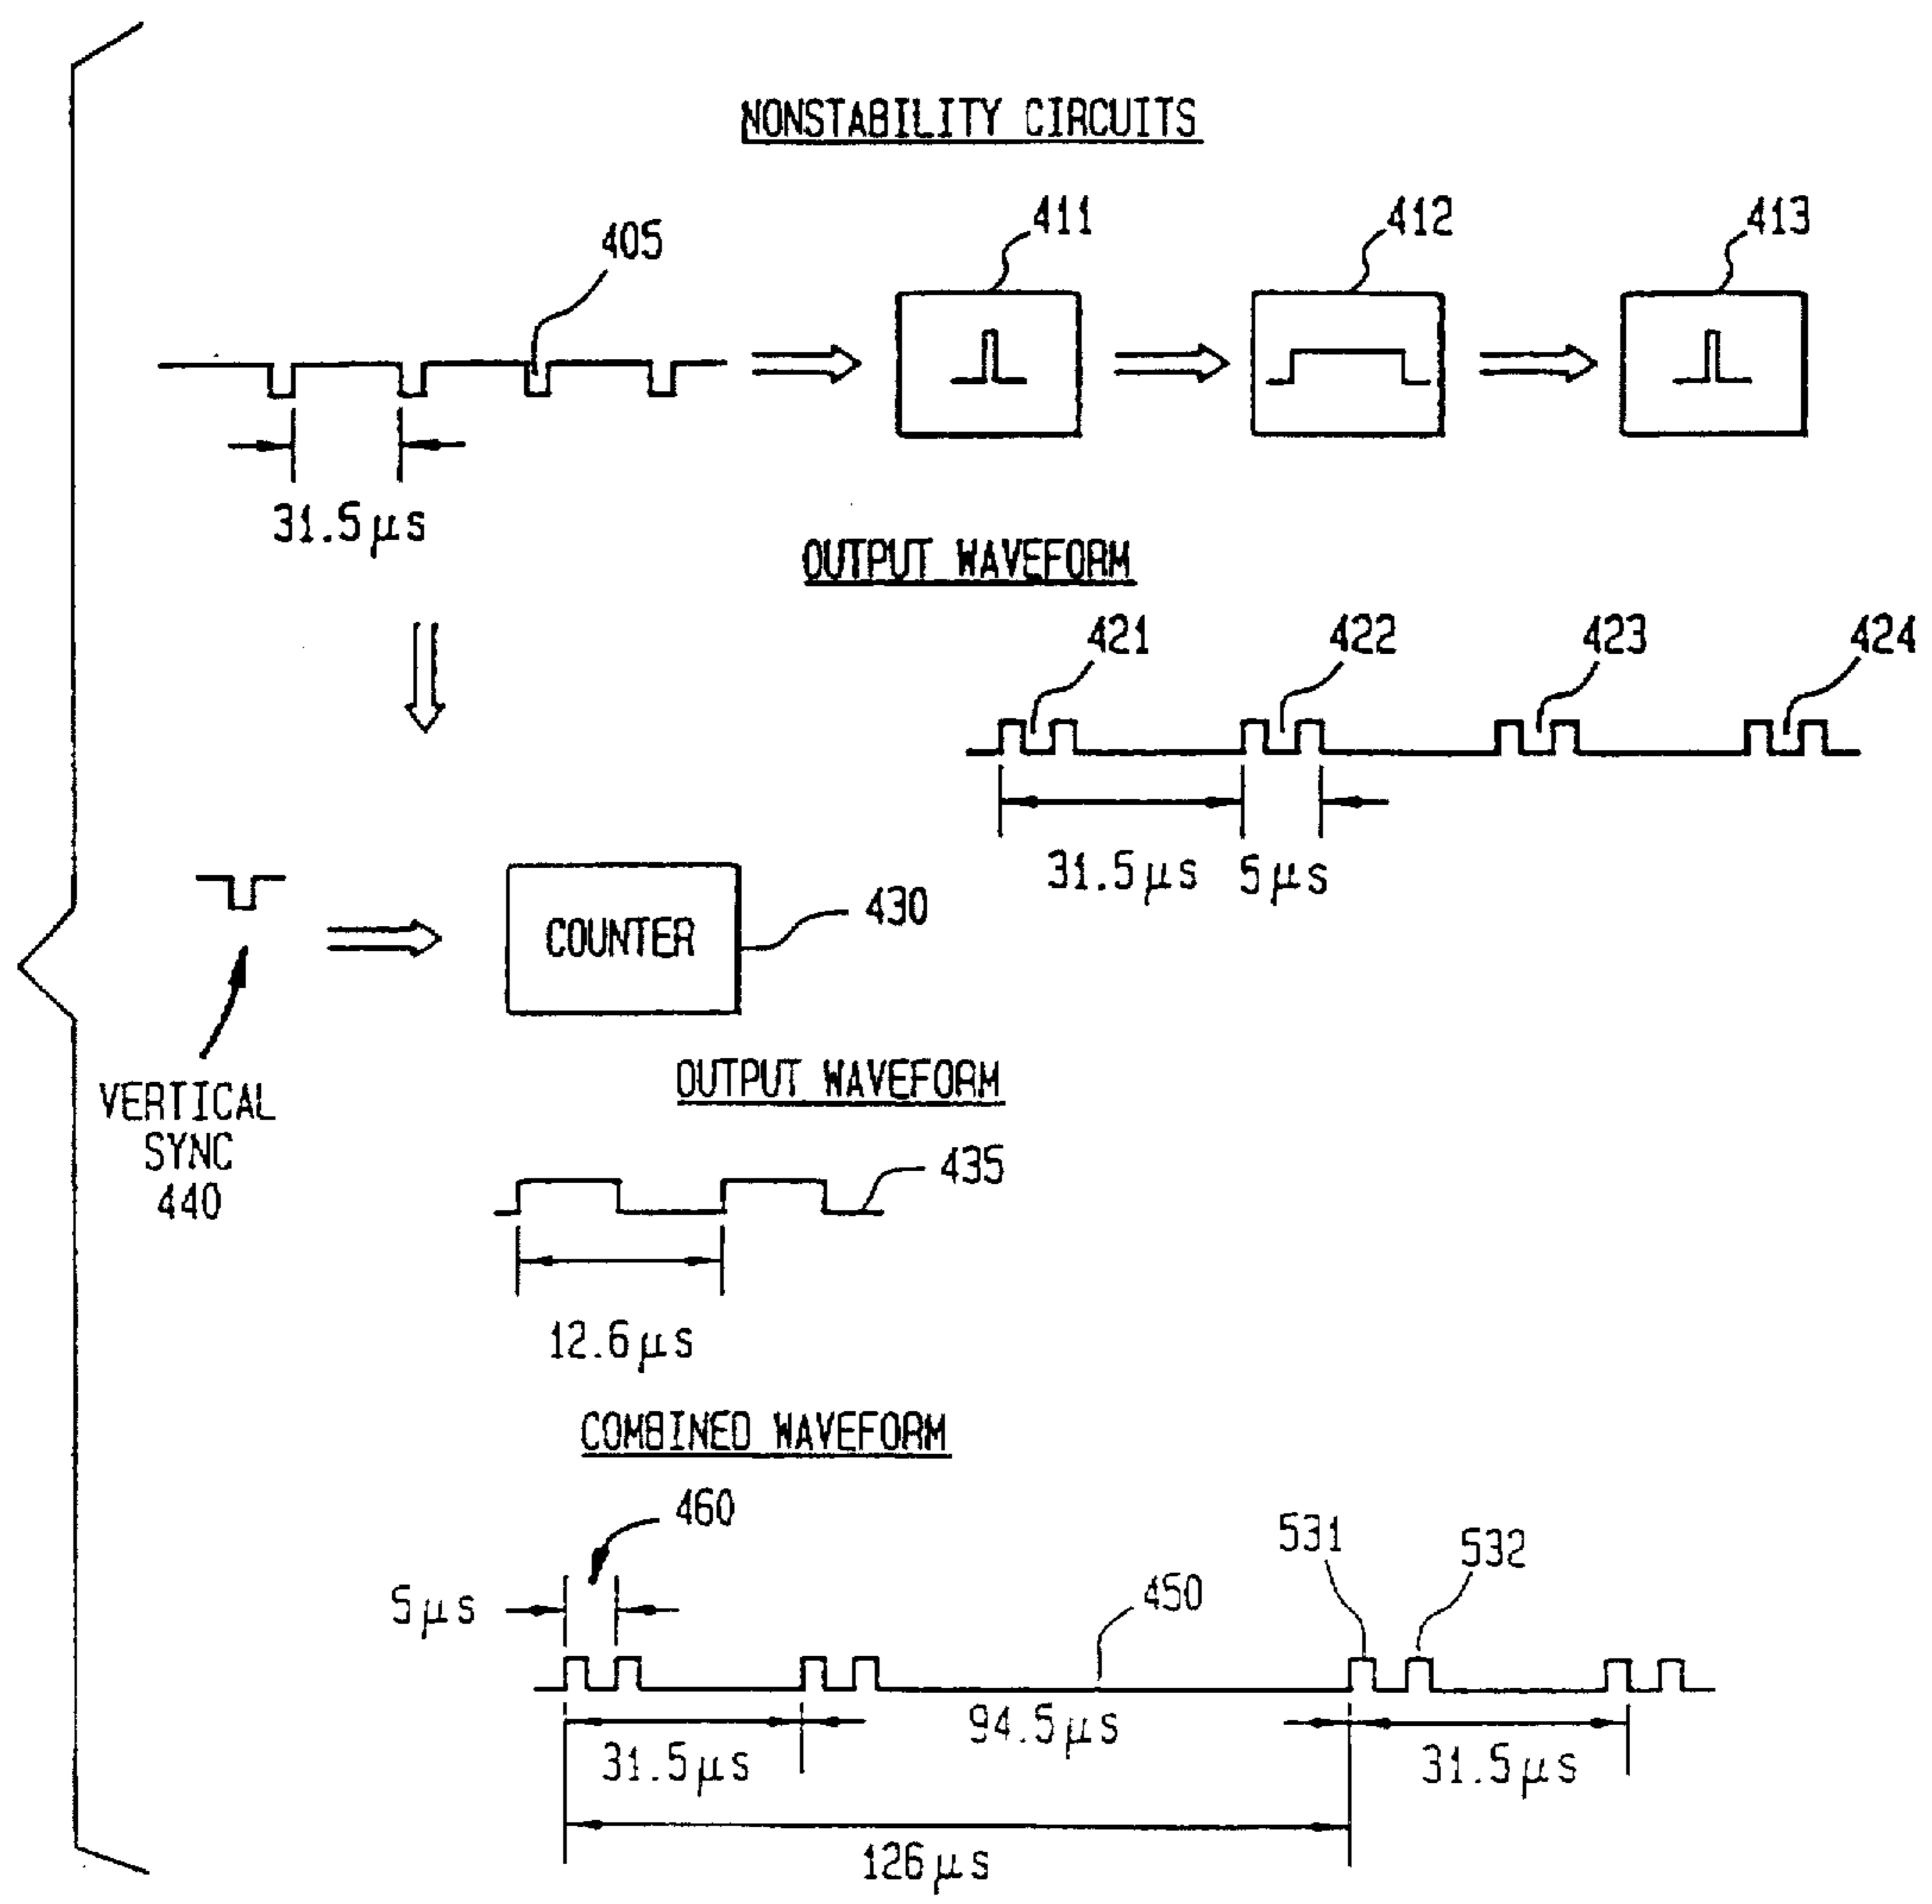 NONSTABILITY CIRCUITS
405
411
412
413
31.5µs
OUTPUT WAVEFORM
421
422
423
424
31.5µs
5µs
COUNTER
430
VERTICAL
SYNC
440
OUTPUT WAVEFORM
435
12.6µs
COMBINED WAVEFORM
460
5µs
450
531
532
31.5µs
94.5µs
31.5µs
126µs